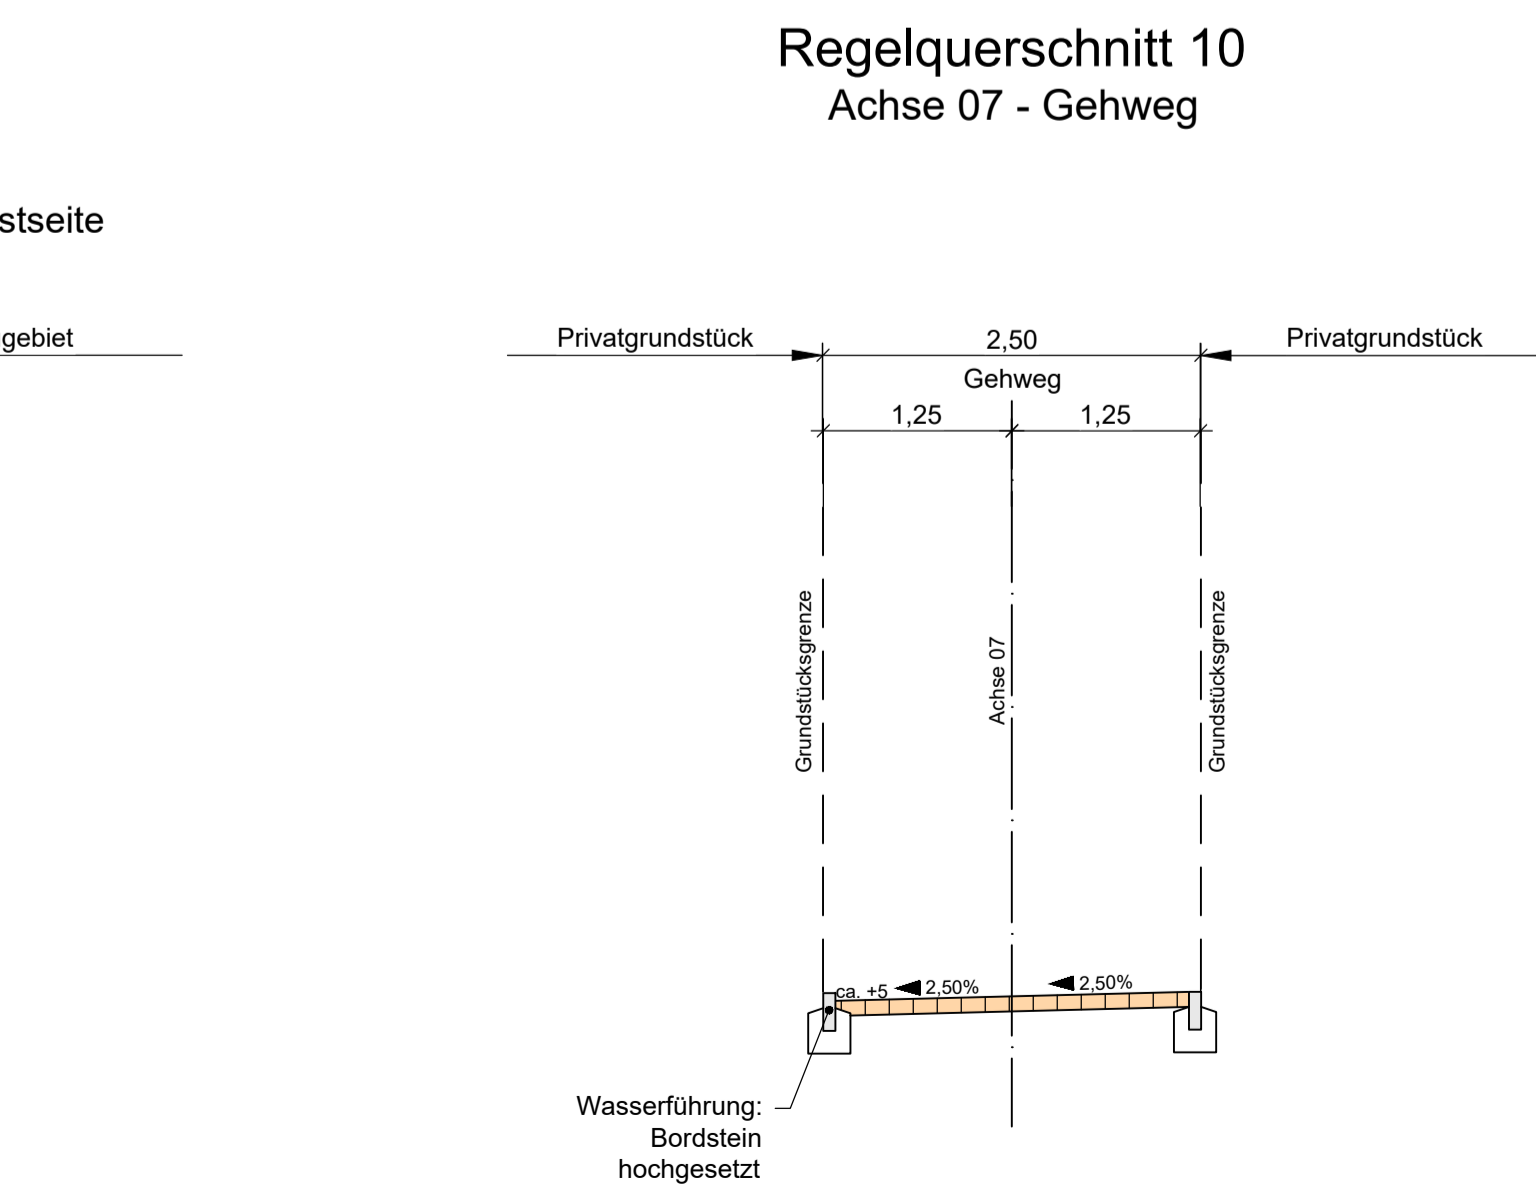 Regelquerschnitt 10
Achse 07 - Gehweg
stseite
gebiet
Privatgrundstück
2,50
Privatgrundstück
Gehweg
1,25
1,25
Grundstücksgrenze
Achse 07
Grundstücksgrenze
ca. +5
2,50%
2,50%
Wasserführung:
Bordstein
hochgesetzt